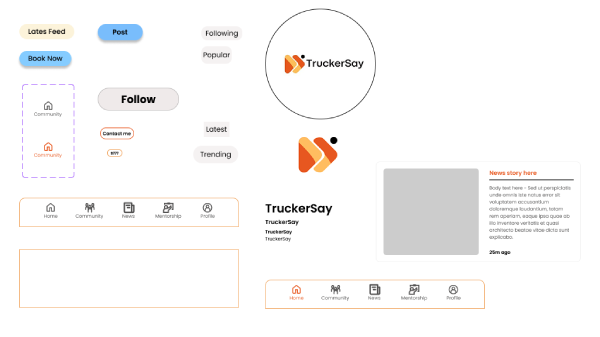 Lates Feed
Post
Following
Book Now
Popular
TruckerSay
Community
Follow
Contact me
Latest
Community
Trending
News story here
Body text here - Sed ut perspiciatis
unde omnis iste natus error sit
voluptatem accusantium
doloremque laudantium, totam
rem aperiam, eaque ipsa quae ab
illo inventore veritatis et quasi
architecto beatae vitae dicta sunt
explicabo.
25m ago
Home Community News Mentorship Profile
TruckerSay
TruckerSay
TruckerSay
TruckerSay
Home Community News Mentorship Profile